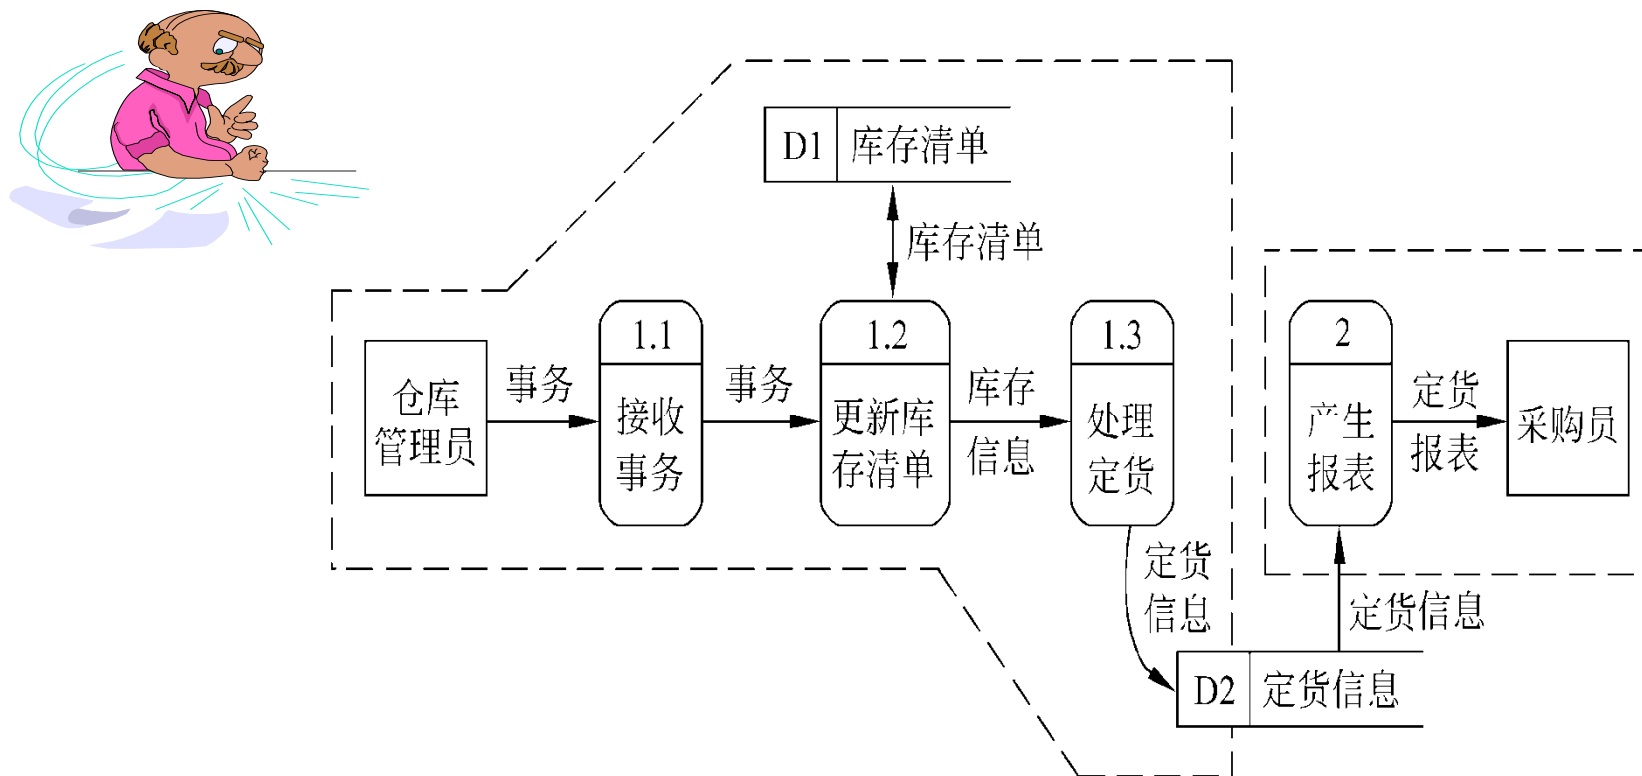 D1 库存清单
库存清单
仓库
管理员
事务
1.1
接收
事务
事务
1.2
更新库
存清单
库存
信息
1.3
处理
定货
定货
信息
D2 定货信息
定货信息
2
产生
报表
定货
报表
采购员